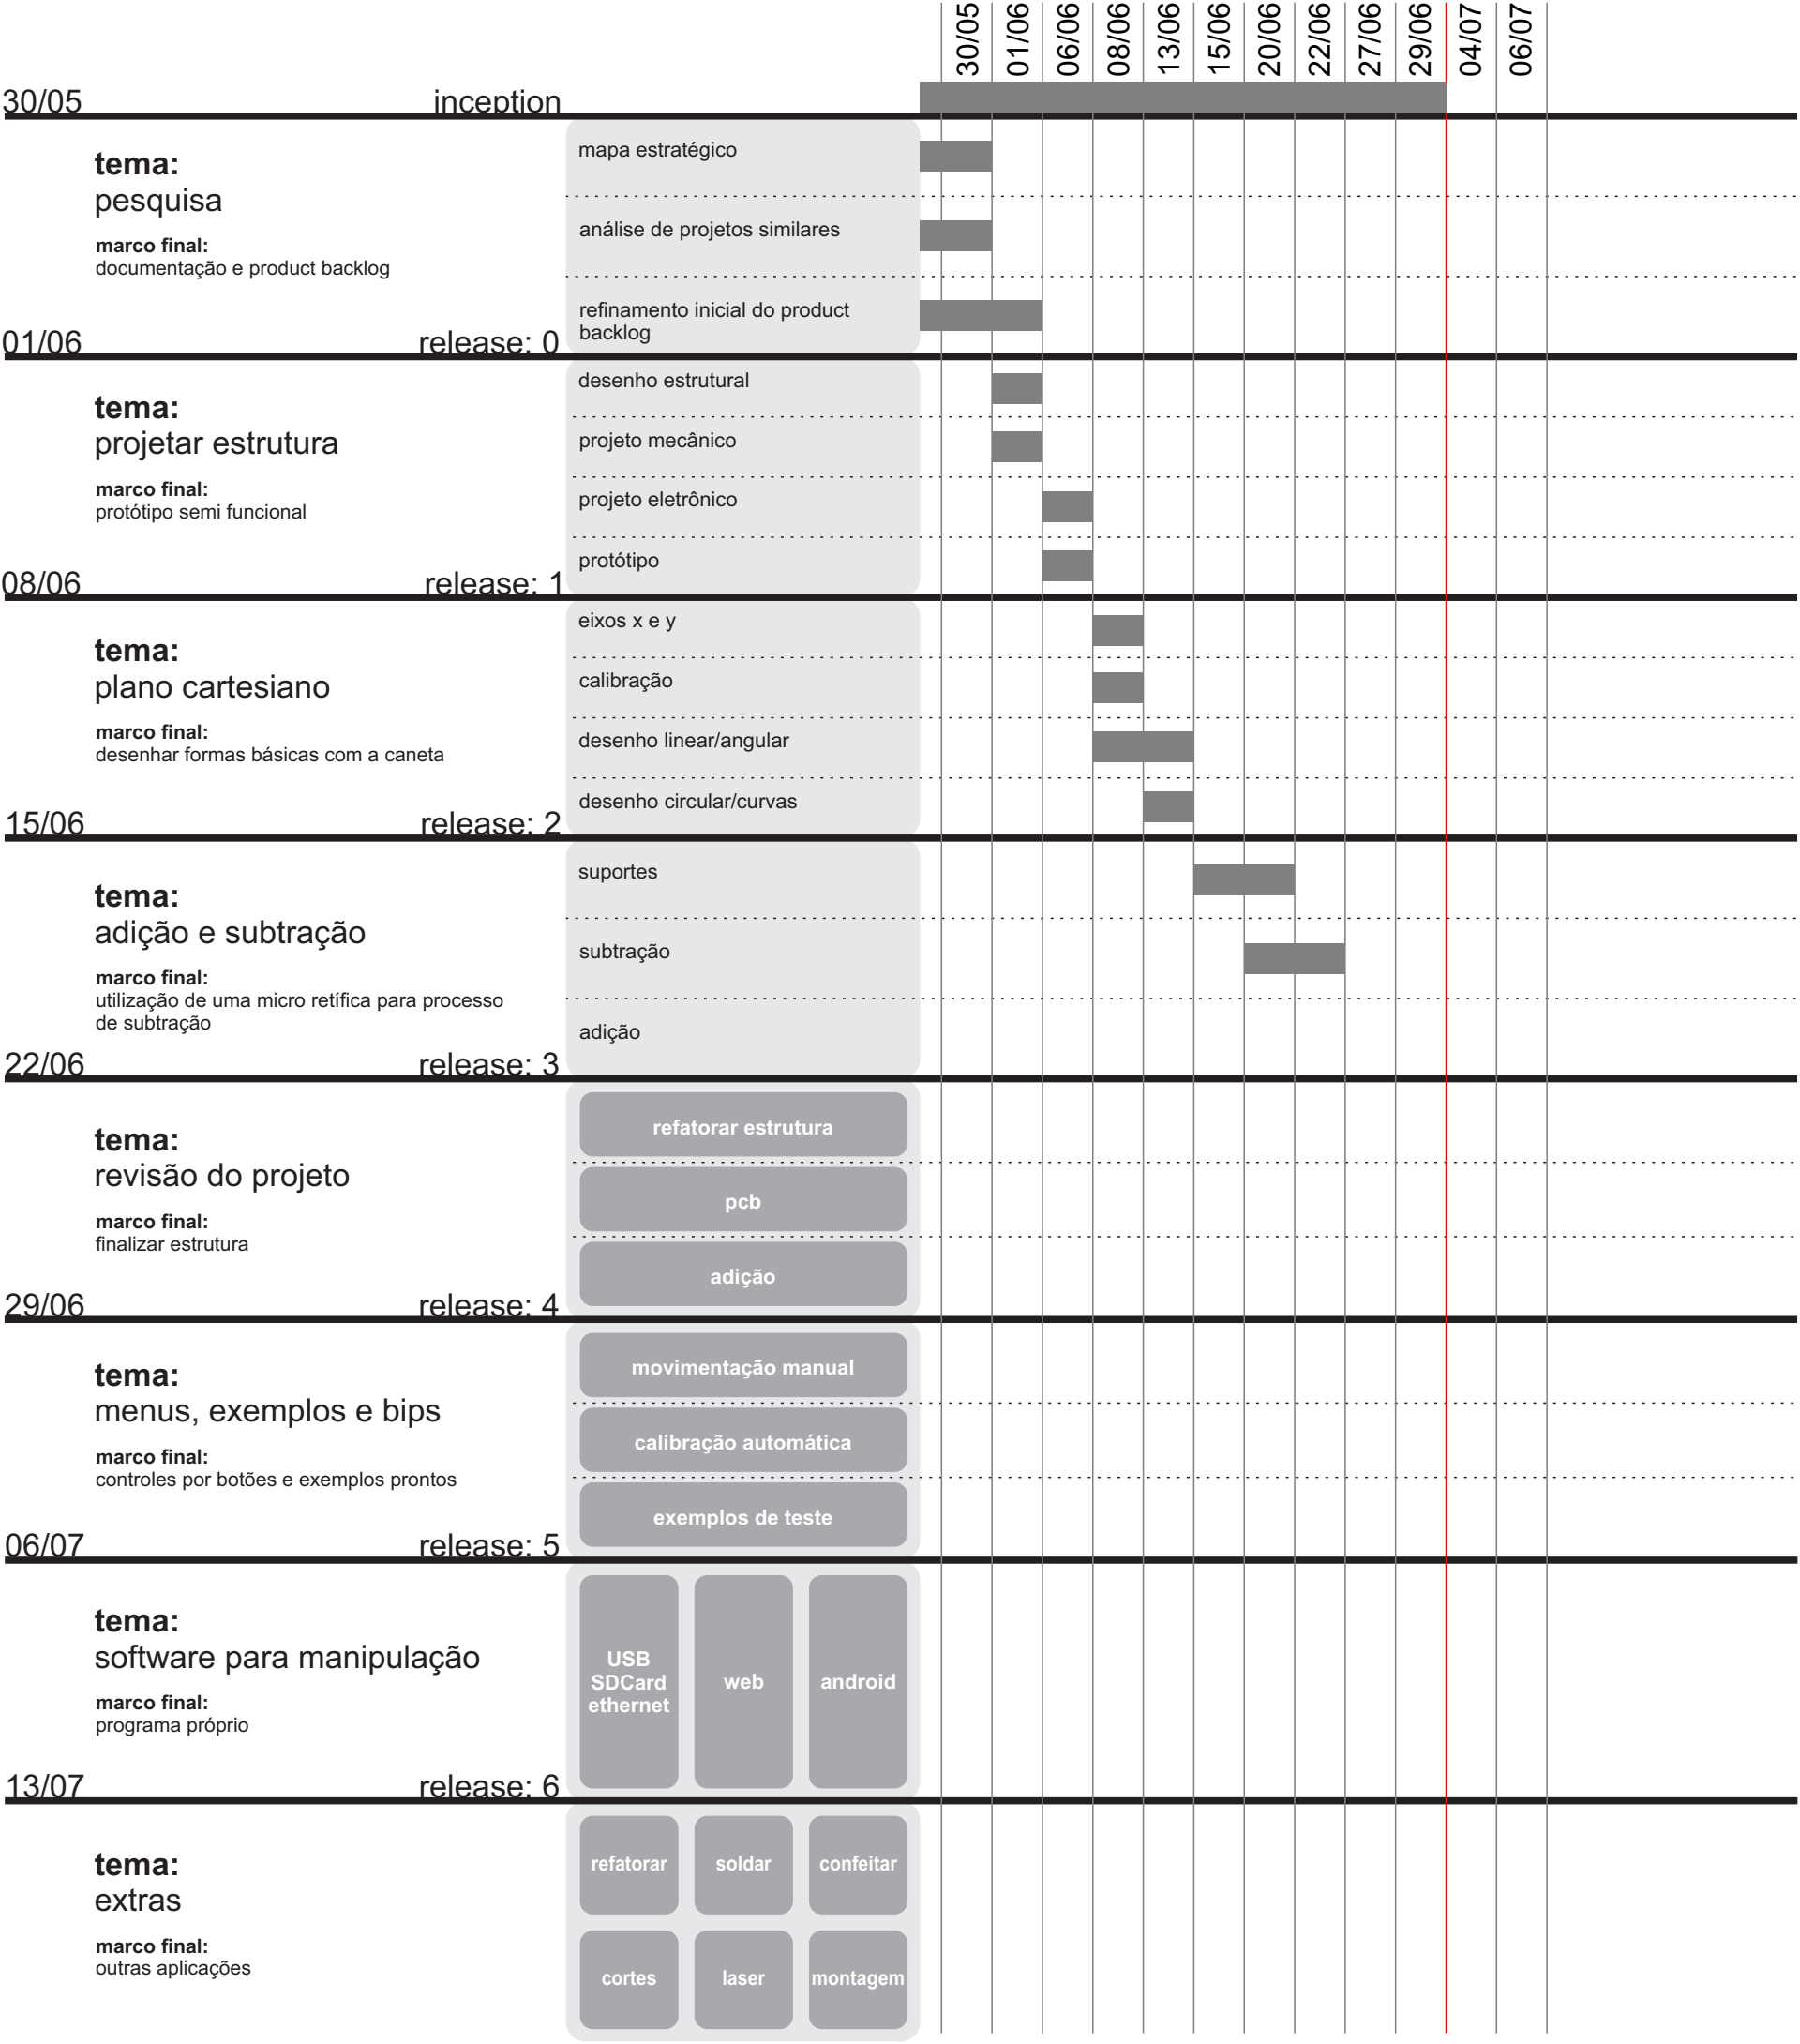 30/05
01/06
06/06
08/06
13/06
15/06
20/06
22/06
27/06
29/06
04/07
06/07
30/05
inception
tema:
pesquisa
marco final:
documentação e product backlog
mapa estratégico
análise de projetos similares
refinamento inicial do product
backlog
01/06
release: 0
tema:
projetar estrutura
marco final:
protótipo semi funcional
desenho estrutural
projeto mecânico
projeto eletrônico
protótipo
08/06
release: 1
tema:
plano cartesiano
marco final:
desenhar formas básicas com a caneta
eixos x e y
calibração
desenho linear/angular
desenho circular/curvas
15/06
release: 2
tema:
adição e subtração
marco final:
utilização de uma micro retífica para processo
de subtração
suportes
subtração
adição
22/06
release: 3
tema:
revisão do projeto
marco final:
finalizar estrutura
refatorar estrutura
pcb
adição
29/06
release: 4
tema:
menus, exemplos e bips
marco final:
controles por botões e exemplos prontos
movimentação manual
calibração automática
exemplos de teste
06/07
release: 5
tema:
software para manipulação
marco final:
programa próprio
USB
SDCard
ethernet
web
android
13/07
release: 6
tema:
extras
marco final:
outras aplicações
refatorar
soldar
confeitar
cortes
laser
montagem